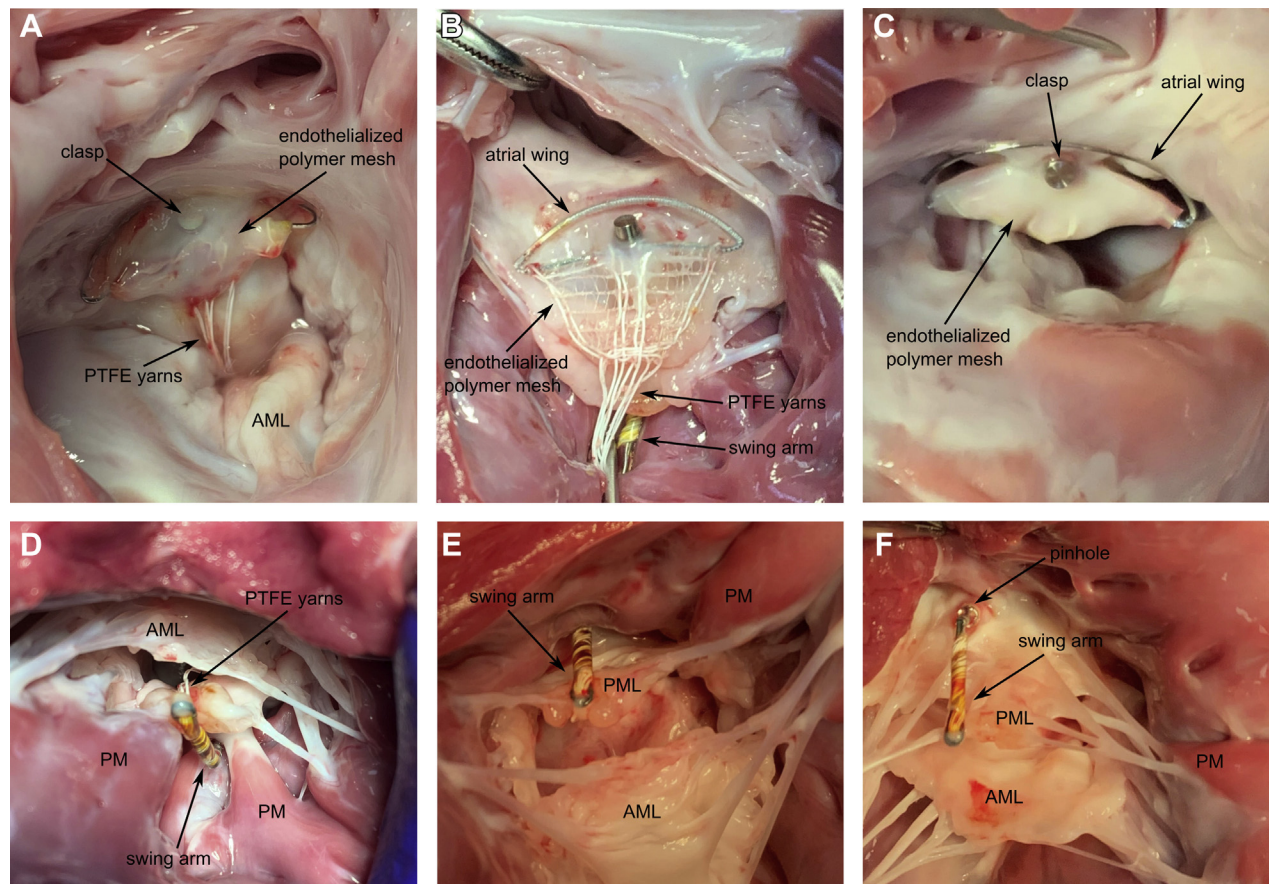 A
clasp
endothelialized
polymer mesh
PTFE yarns
AML
B
atrial wing
endothelialized
polymer mesh
PTFE yarns
swing arm
C
clasp
atrial wing
endothelialized
polymer mesh
D
PTFE yarns
AML
PM
PM
swing arm
E
swing arm
PM
PML
AML
F
pinhole
swing arm
PML
PM
AML